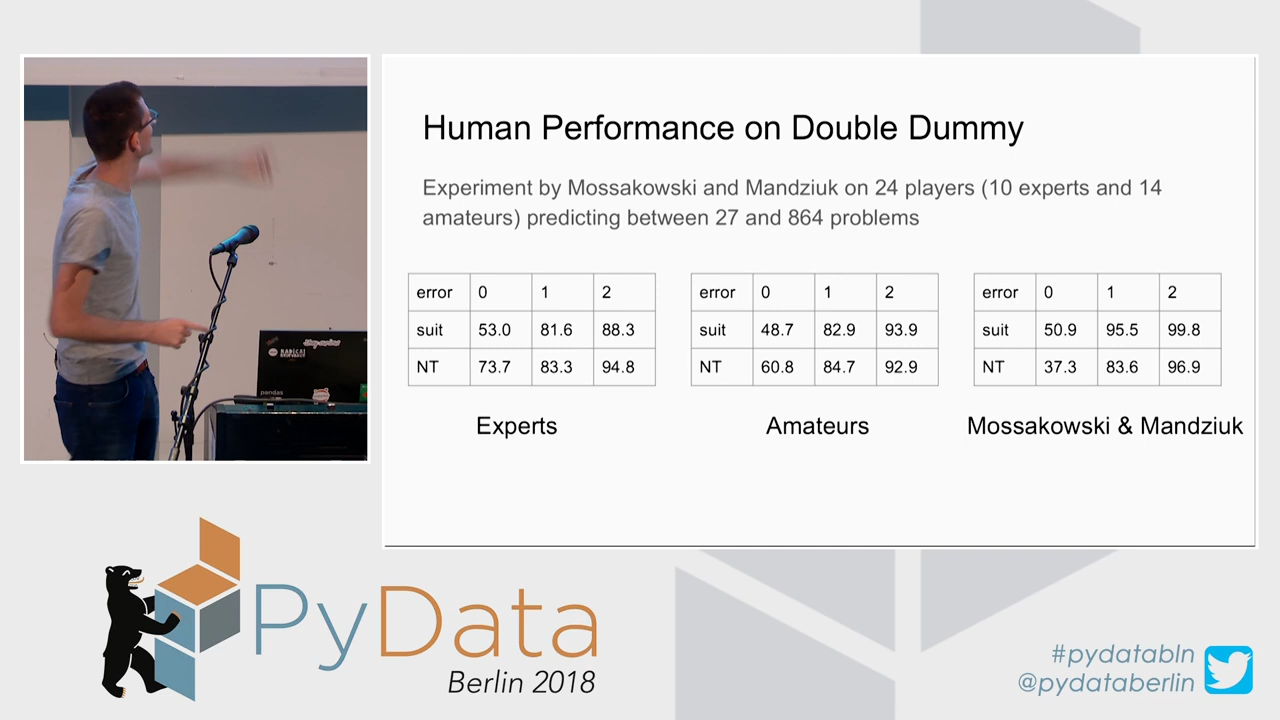 Human Performance on Double Dummy
Experiment by Mossakowski and Mandziuk on 24 players (10 experts and 14
amateurs) predicting between 27 and 864 problems
error 0 1 2
suit 53.0 81.6 88.3
NT 73.7 83.3 94.8
Experts
error 0 1 2
suit 48.7 82.9 93.9
NT 60.8 84.7 92.9
Amateurs
error 0 1 2
suit 50.9 95.5 99.8
NT 37.3 83.6 96.9
Mossakowski & Mandziuk
pandas
PyData
Berlin 2018
#pydatabln
@pydataberlin